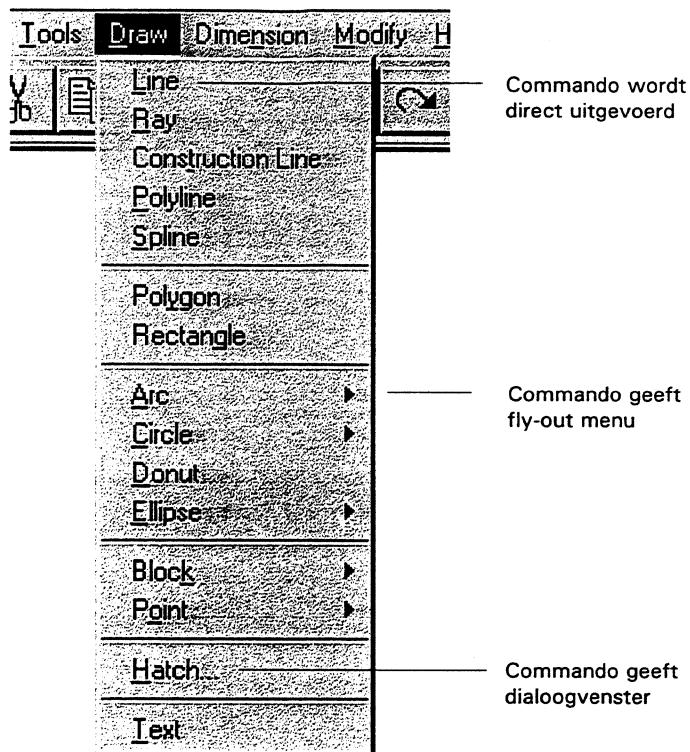 Tools Draw Dimension Modify H
Line
Commando wordt
direct uitgevoerd
Ray
Construction Line
Polyline
Spline
Polygon
Rectangle
Arc
Commando geeft
fly-out menu
Circle
Donut
Ellipse
Block
Point
Hatch...
Commando geeft
dialoogvenster
Text